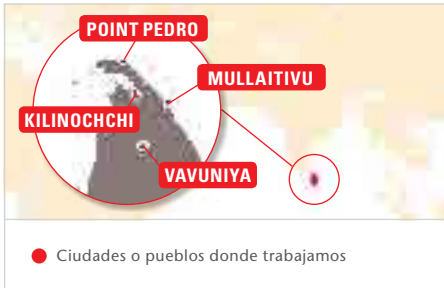 POINT PEDRO
MULLAITIVU
KILINOCHCHI
VAVUNIYA
Ciudades o pueblos donde trabajamos